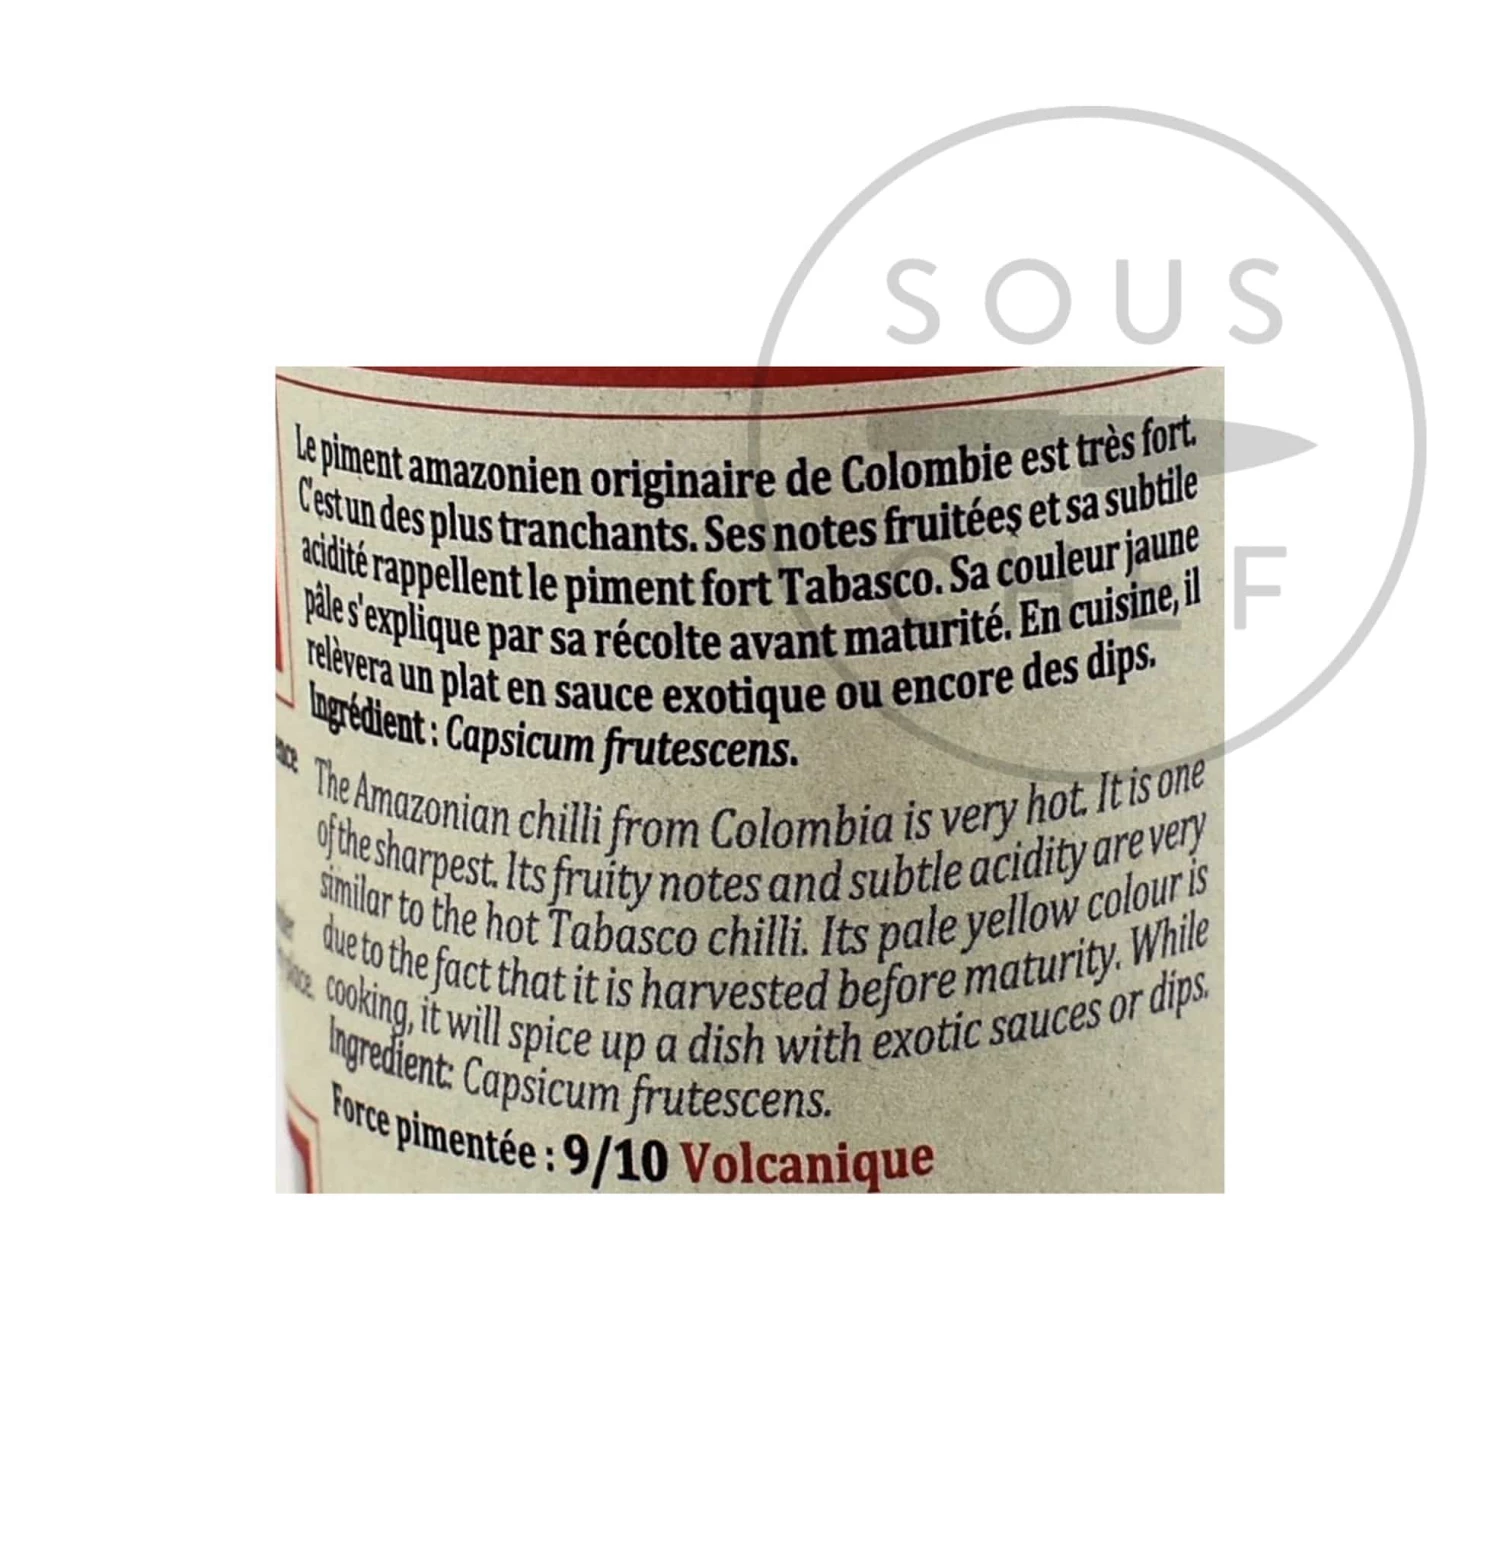 SOUS
CHEF
Le piment amazonien originaire de Colombie est très fort.
C'est un des plus tranchants. Ses notes fruitées et sa subtile
acidité rappellent le piment fort Tabasco. Sa couleur jaune
pâle s'explique par sa récolte avant maturité. En cuisine, il
relèvera un plat en sauce exotique ou encore des dips.
Ingrédient : Capsicum frutescens.
The Amazonian chilli from Colombia is very hot. It is one
of the sharpest. Its fruity notes and subtle acidity are very
similar to the hot Tabasco chilli. Its pale yellow colour is
due to the fact that it is harvested before maturity. While
cooking, it will spice up a dish with exotic sauces or dips.
Ingredient: Capsicum frutescens.
Force pimentée : 9/10 Volcanique